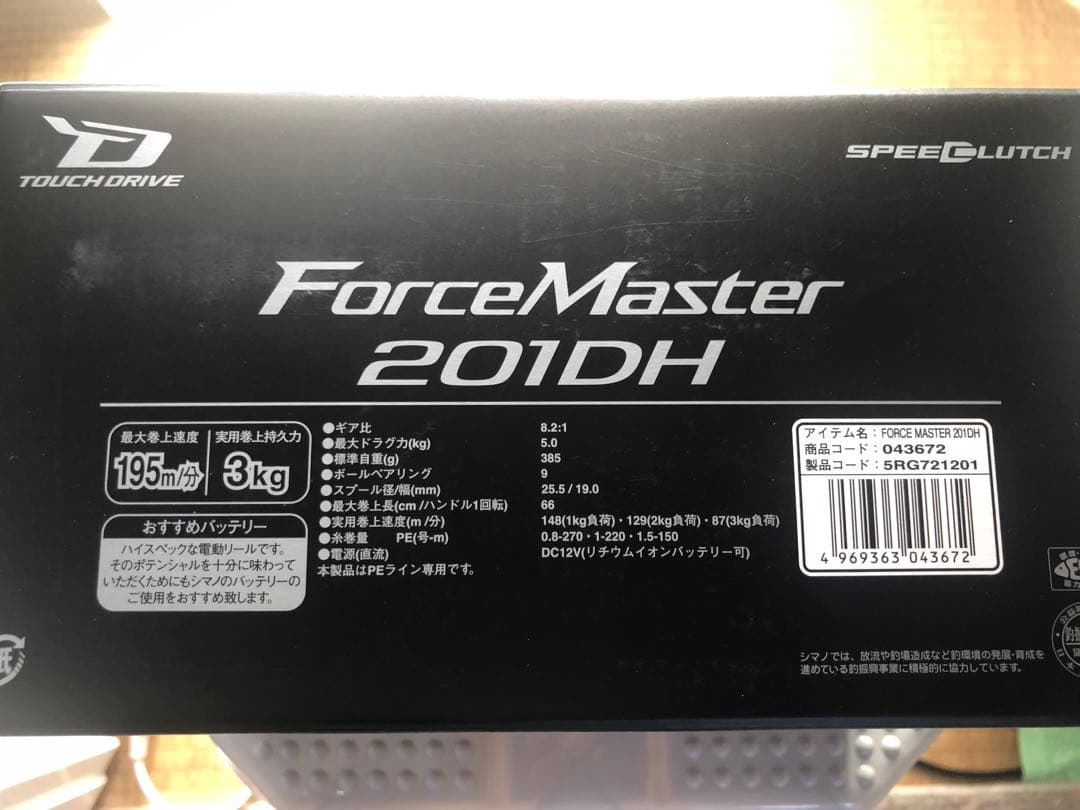 TOUCH DRIVE
SPEEDCLUTCH
ForceMaster
201DH
最大巻上速度
195m/分
実用巻上持久力
3kg
おすすめバッテリー
ハイスペックな電動リールです。
そのポテンシャルを十分に味わって
いただくためにもシマノのバッテリーの
ご使用をおすすめ致します。
●ギア比 8.2:1
●最大ドラグ力(kg) 5.0
●標準自重(g) 385
●ボールベアリング 9
●スプール径/幅(mm) 25.5 / 19.0
●最大巻上長(cm/ハンドル1回転) 66
●実用巻上速度(m/分) 148(1kg負荷)・129(2kg負荷)・87(3kg負荷)
●糸巻量 PE(号-m) 0.8-270・1-220・1.5-150
●電源(直流) DC12V(リチウムイオンバッテリー可)
本製品はPEライン専用です。
アイテム名:FORCE MASTER 201DH
商品コード:043672
製品コード:5RG721201
4 969363 043672
シマノでは、放流や釣場造成など釣環境の発展・育成を
進めている釣振興事業に積極的に協力しています。
紙